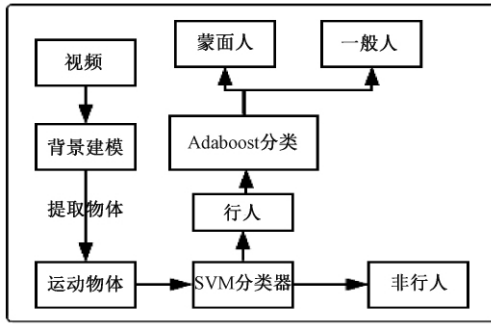 蒙面人
一般人
视频
背景建模
Adaboost分类
提取物体
行人
运动物体
SVM分类器
非行人